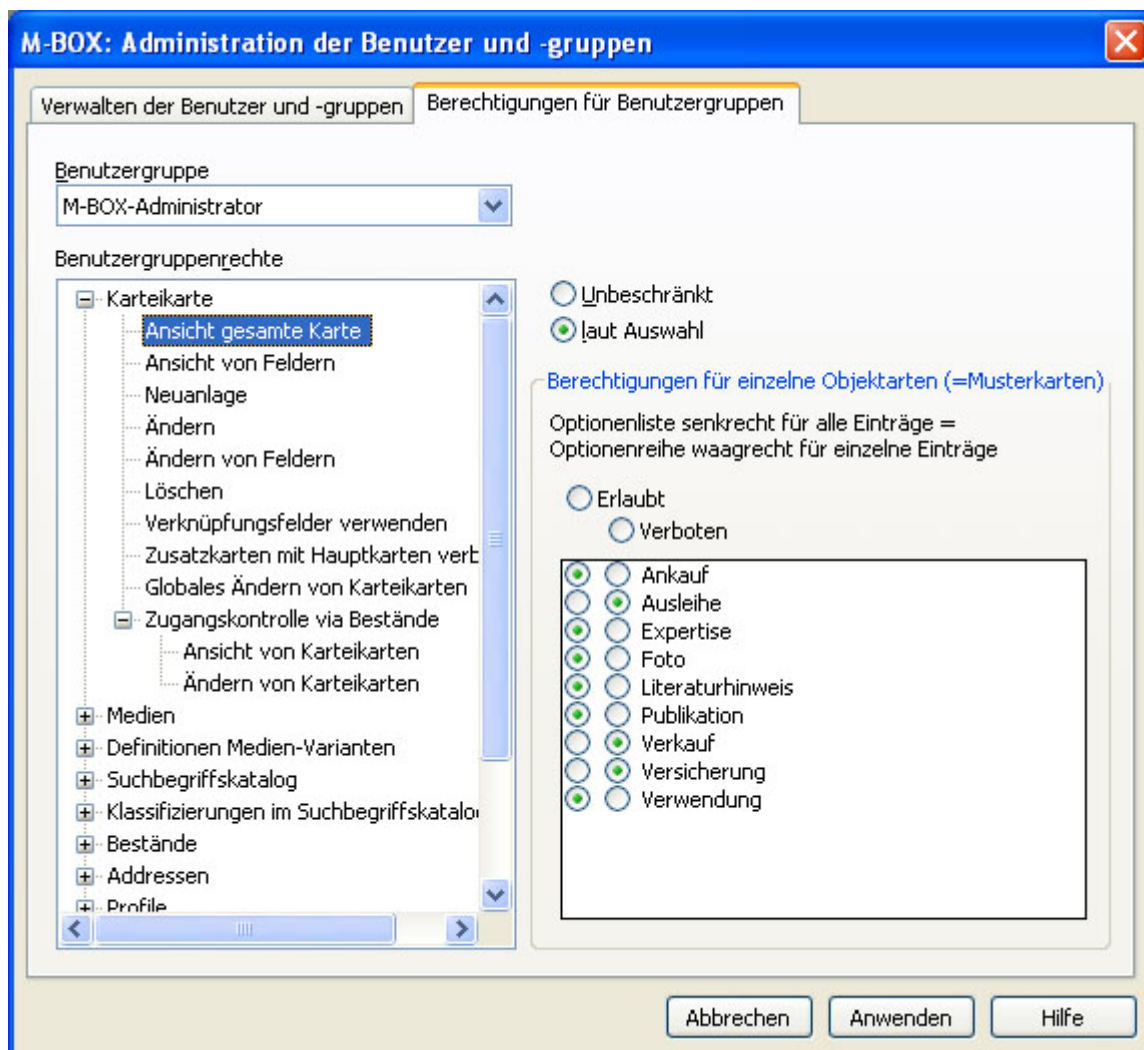 M-BOX: Administration der Benutzer und -gruppen
Verwalten der Benutzer und -gruppen
Berechtigungen für Benutzergruppen
Benutzergruppe
M-BOX-Administrator
Benutzergruppenrechte
Karteikarte
Ansicht gesamte Karte
Ansicht von Feldern
Neuanlage
Ändern
Ändern von Feldern
Löschen
Verknüpfungsfelder verwenden
Zusatzkarten mit Hauptkarten vert
Globales Ändern von Karteikarten
Zugangskontrolle via Bestände
Ansicht von Karteikarten
Ändern von Karteikarten
Medien
Definitionen Medien-Varianten
Suchbegriffskatalog
Klassifizierungen im Suchbegriffskatalo
Bestände
Addressen
Profile
Unbeschränkt
laut Auswahl
Berechtigungen für einzelne Objektarten (=Musterkarten)
Optionenliste senkrecht für alle Einträge =
Optionenreihe waagrecht für einzelne Einträge
Erlaubt
Verboten
Ankauf
Ausleihe
Expertise
Foto
Literaturhinweis
Publikation
Verkauf
Versicherung
Verwendung
Abbrechen
Anwenden
Hilfe